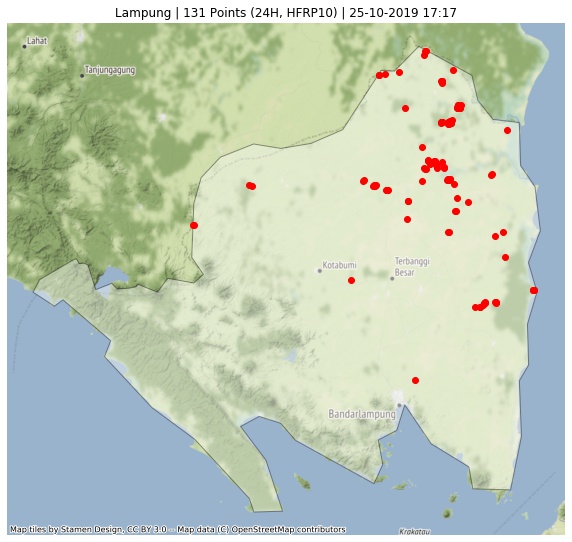 Lampung | 131 Points (24H, HFRP10) | 25-10-2019 17:17
Lahat
Tanjungagung
Kotabumi
Terbanggi
Besar
Bandarlampung
Map tiles by Stamen Design, CC BY 3.0 -- Map data (C) OpenStreetMap contributors
Krakatau